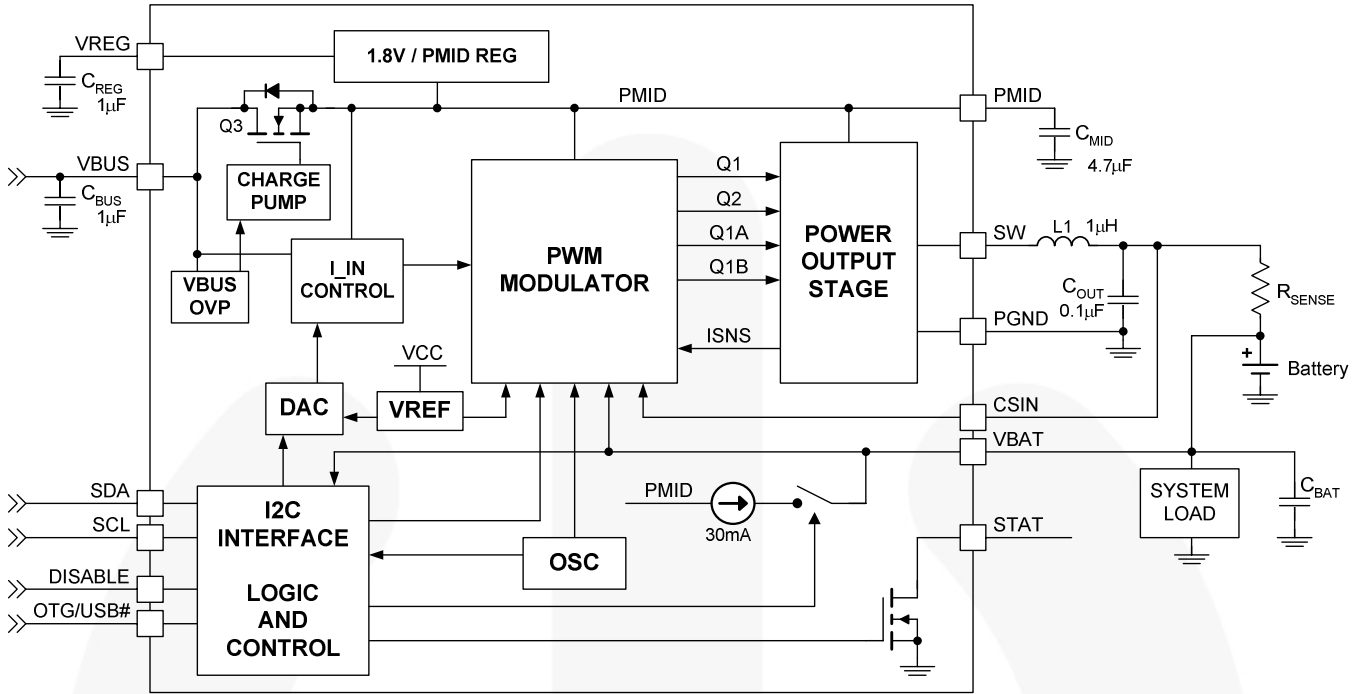 VREG
1.8V / PMID REG
CREG
1µF
Q3
PMID
PMID
CMID
4.7µF
VBUS
CBUS
1µF
CHARGE
PUMP
Q1
Q2
Q1A
Q1B
ISNS
PWM
MODULATOR
POWER
OUTPUT
STAGE
SW
L1 1µH
COUT
0.1µF
RSENSE
PGND
Battery
+
VBUS
OVP
I_IN
CONTROL
VCC
DAC
VREF
CSIN
VBAT
SDA
SCL
DISABLE
OTG/USB#
I2C
INTERFACE
LOGIC
AND
CONTROL
PMID
30mA
OSC
SYSTEM
LOAD
CBAT
STAT